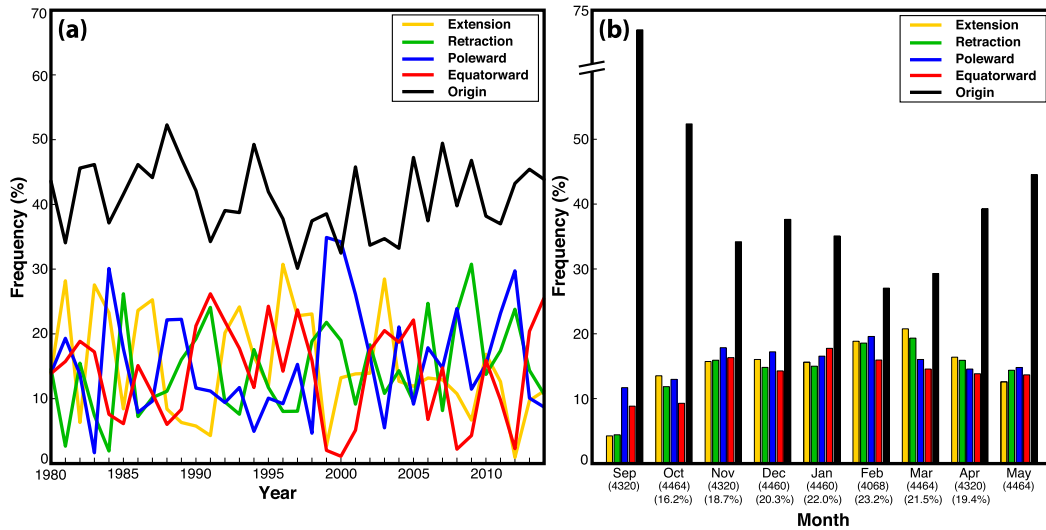 (a)
Extension
Retraction
Poleward
Equatorward
Origin
70
60
50
40
30
20
10
0
Frequency (%)
1980 1985 1990 1995 2000 2005 2010
Year
(b)
Extension
Retraction
Poleward
Equatorward
Origin
75
50
40
30
20
10
0
Frequency (%)
Sep Oct Nov Dec Jan Feb Mar Apr May
(4320) (4464) (4320) (4460) (4460) (4068) (4464) (4320) (4464)
(16.2%) (18.7%) (20.3%) (22.0%) (23.2%) (21.5%) (19.4%)
Month